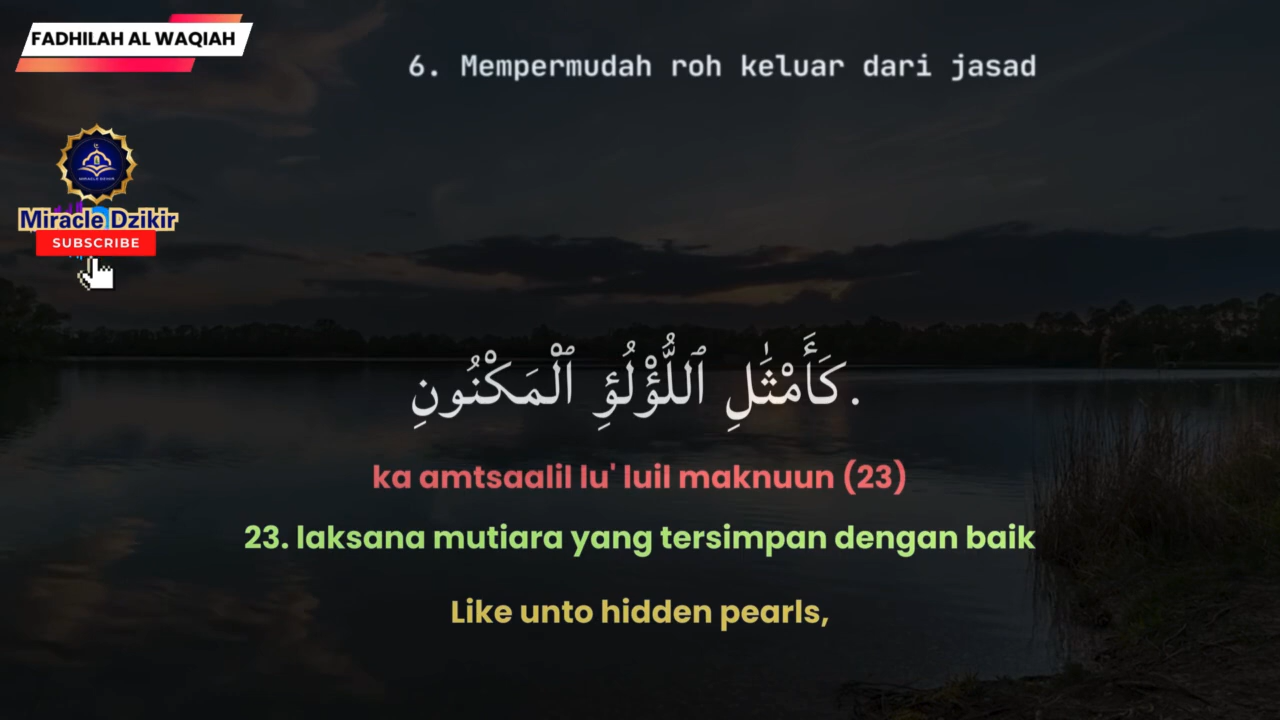 FADHILAH AL WAQIAH
6. Mempermudah roh keluar dari jasad
Miracle Dzikir
SUBSCRIBE
كَأَمْثَٰلِ ٱللُّؤْلُؤِ ٱلْمَكْنُونِ.
ka amtsaalil lu' luil maknuun (23)
23. laksana mutiara yang tersimpan dengan baik
Like unto hidden pearls,